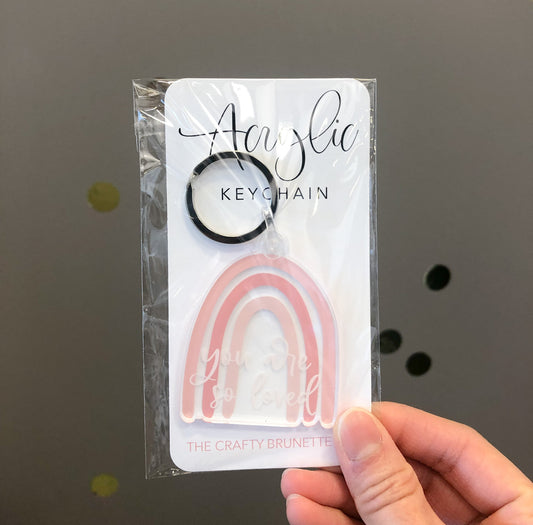 Acrylic
KEYCHAIN
you are
so loved
THE CRAFTY BRUNETTE